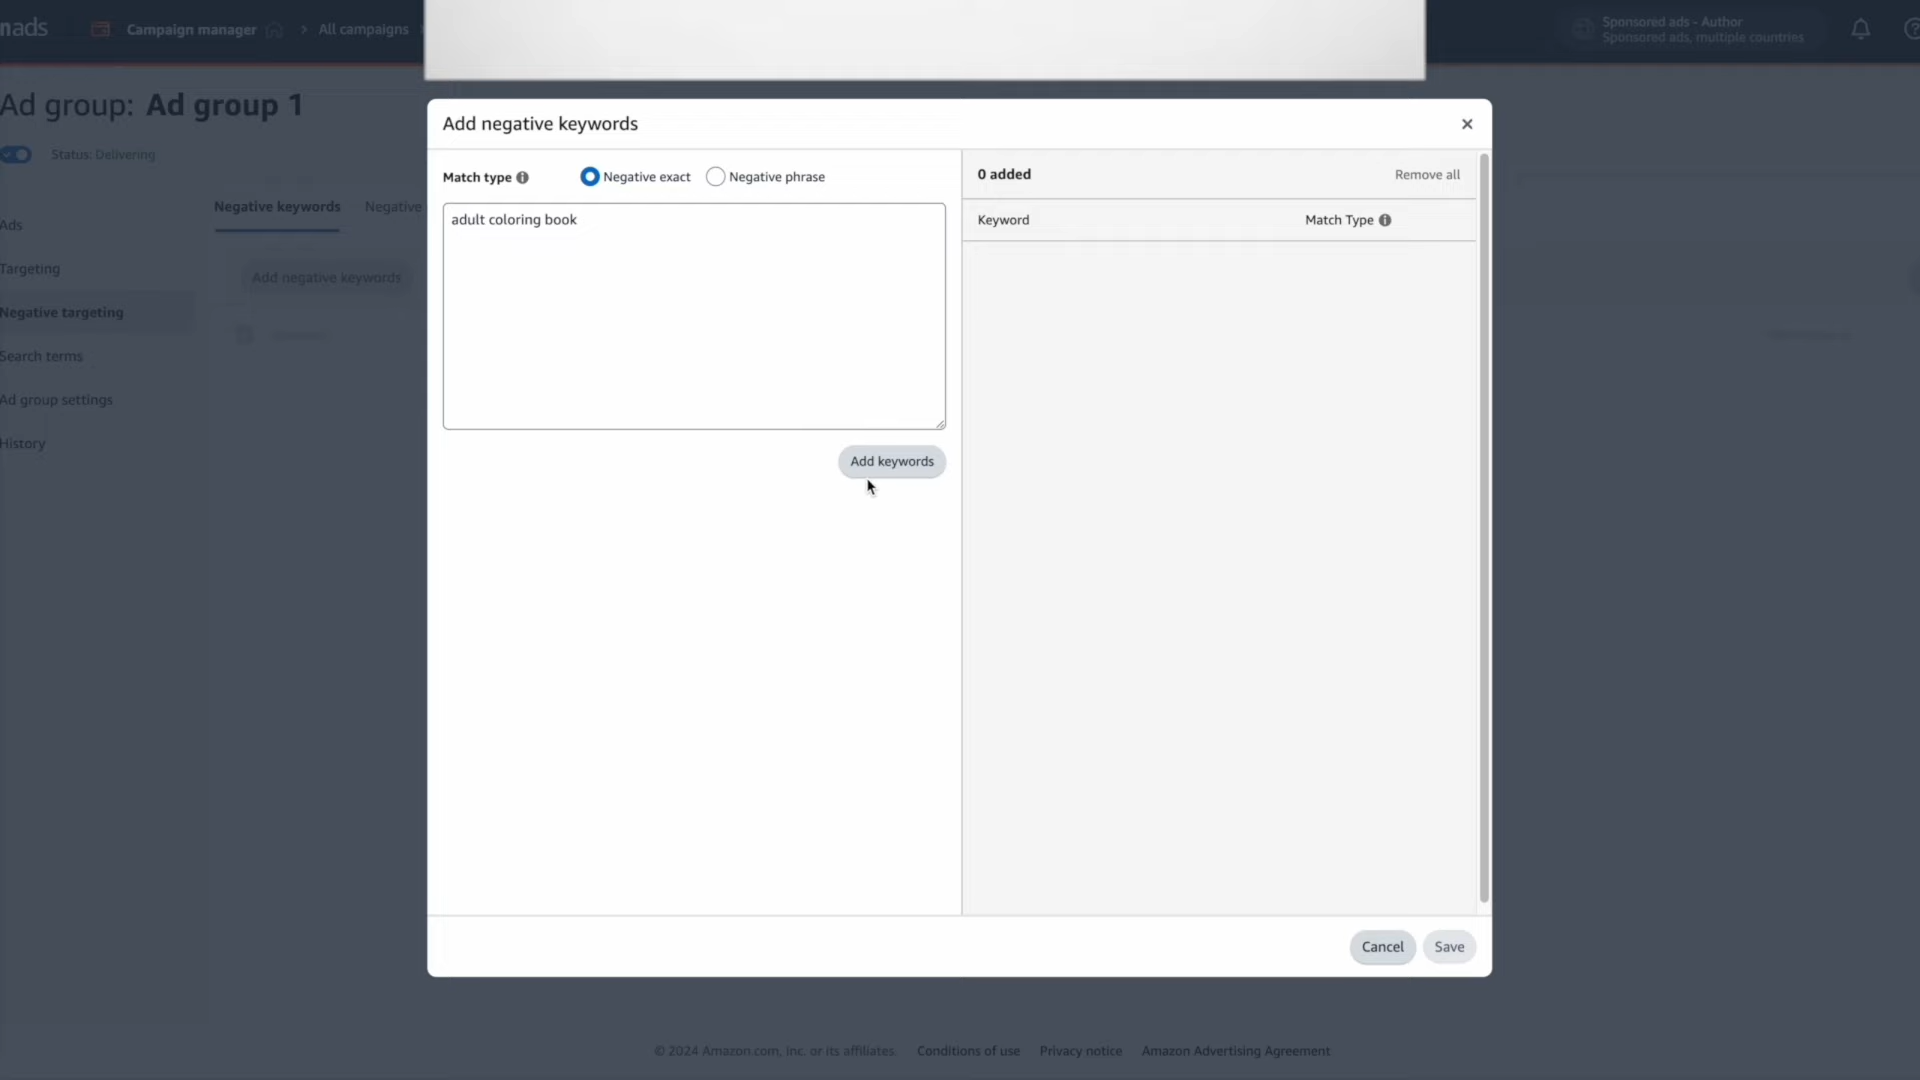 nads
Campaign manager
All campaigns
Sponsored ads - Author
Sponsored ads, multiple countries
Ad group: Ad group 1
Status: Delivering
Ads
Targeting
Negative targeting
Search terms
Ad group settings
History
Negative keywords
Negative
Add negative keywords
Add negative keywords
Match type
Negative exact
Negative phrase
adult coloring book
Add keywords
0 added
Remove all
Keyword
Match Type
Cancel
Save
© 2024 Amazon.com, Inc. or its affiliates.
Conditions of use
Privacy notice
Amazon Advertising Agreement